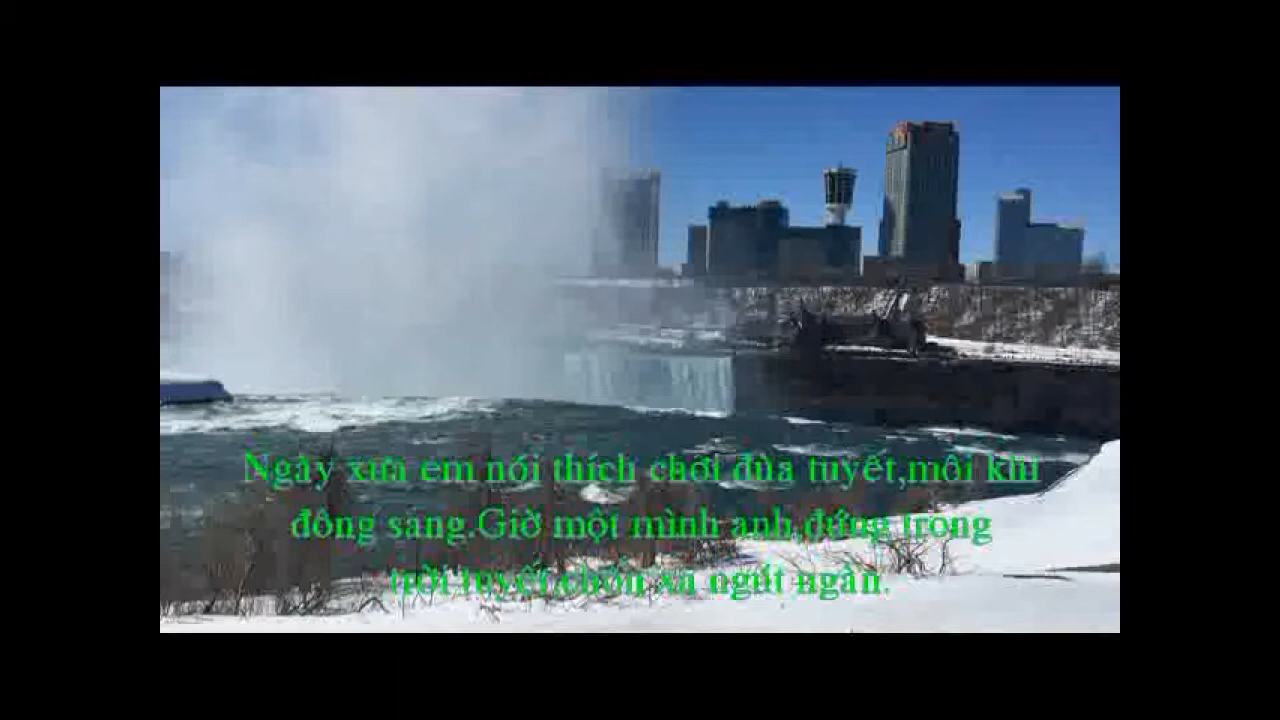 Ngày xưa em nói thích chơi đùa tuyết,mỗi khi
đông sang.Giờ một mình anh,đứng trong
trời tuyết,chốn xa ngút ngàn.